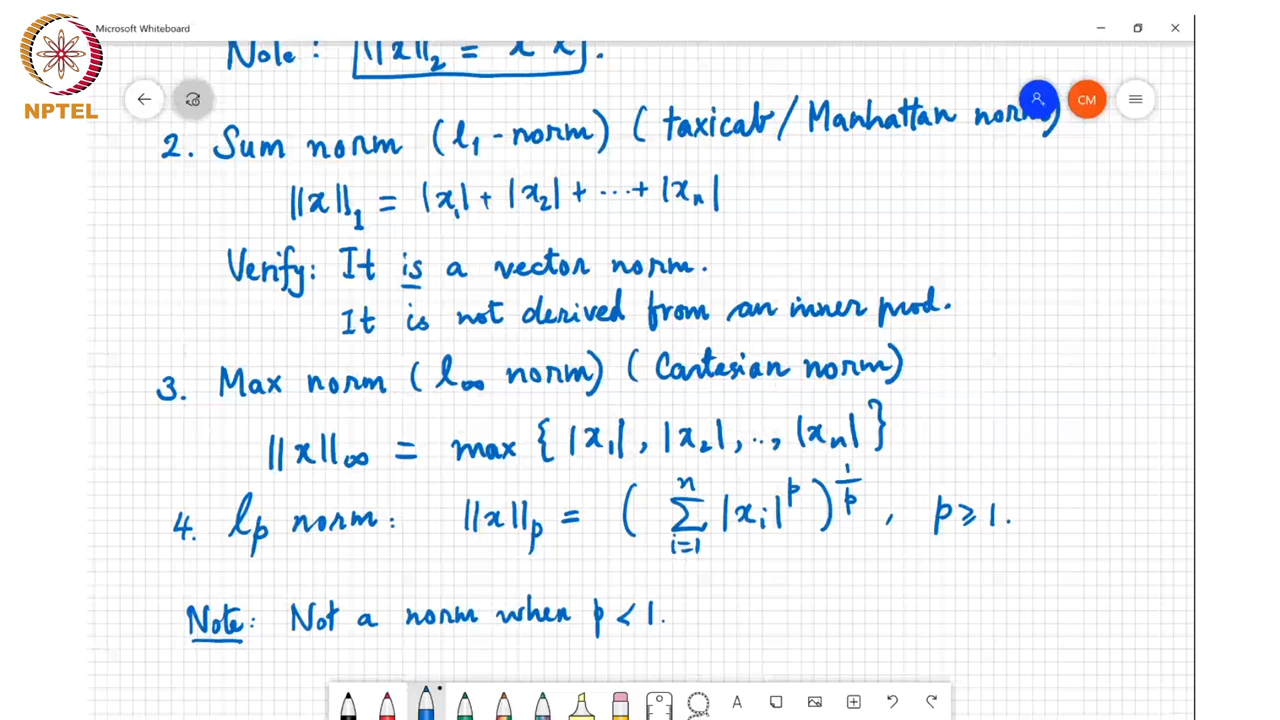 Microsoft Whiteboard
NPTEL
Note : ||x||₂ = x x .
CM
2. Sum norm (l₁ - norm) ( taxicab / Manhattan norm)
||x||₁ = |x₁| + |x₂| + ... + |xₙ|
Verify: It is a vector norm.
It is not derived from an inner prod.
3. Max norm ( l∞ norm) ( Cartesian norm)
||x||∞ = max { |x₁| , |x₂| , .., |xₙ| }
4. lp norm : ||x||p = ( Σ_{i=1}^{n} |xᵢ|^p )^{1/p} , p ≥ 1.
Note : Not a norm when p < 1.
A